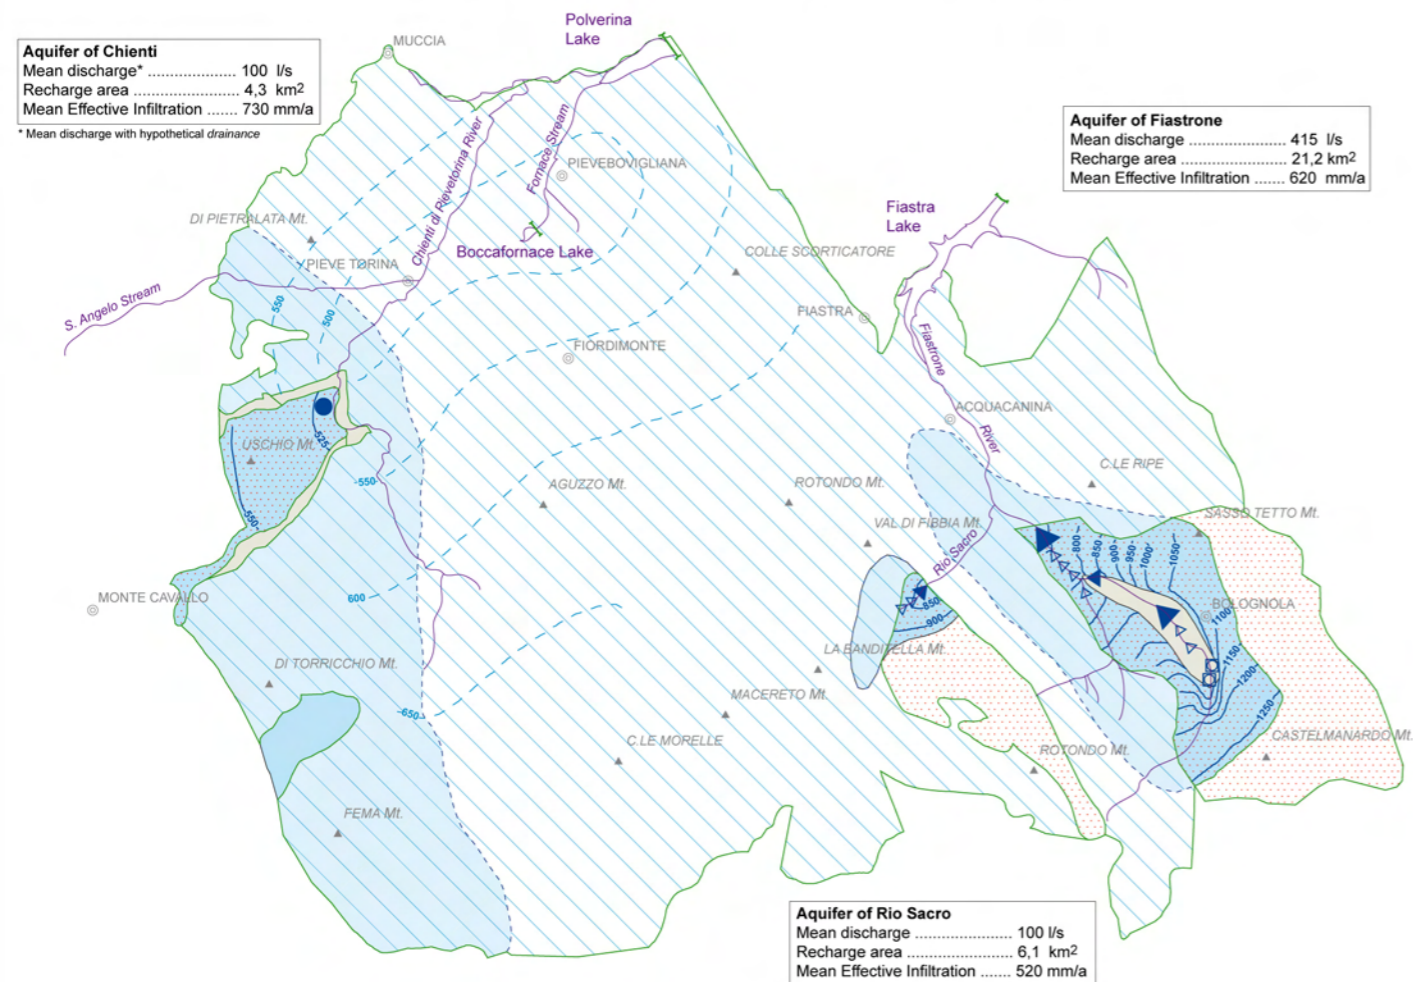 Polverina
Lake
MUCCIA
Aquifer of Chienti
Mean discharge* .................... 100 l/s
Recharge area ........................ 4,3 km2
Mean Effective Infiltration ....... 730 mm/a
* Mean discharge with hypothetical drainance
Aquifer of Fiastrone
Mean discharge ...................... 415 l/s
Recharge area ........................ 21,2 km2
Mean Effective Infiltration ....... 620 mm/a
Chienti di Pievetorina River
Fornace Stream
PIEVEBOVIGLIANA
DI PIETRALATA Mt.
Fiastra
Lake
Boccafornace Lake
COLLE SCORTICATORE
PIEVE TORINA
S. Angelo Stream
550
500
FIASTRA
Fiastrone
River
FIORDIMONTE
ACQUACANINA
USCHIO Mt.
525
550
550
C.LE RIPE
AGUZZO Mt.
ROTONDO Mt.
VAL DI FIBBIA Mt.
SASSO TETTO Mt.
Rio Sacro
800
850
900
950
1000
1050
MONTE CAVALLO
600
850
900
BOLOGNOLA
1100
1150
1200
1250
LA BANDITELLA Mt.
DI TORRICCHIO Mt.
MACERETO Mt.
650
C.LE MORELLE
ROTONDO Mt.
CASTELMANARDO Mt.
FEMA Mt.
Aquifer of Rio Sacro
Mean discharge ...................... 100 l/s
Recharge area ........................ 6,1 km2
Mean Effective Infiltration ....... 520 mm/a